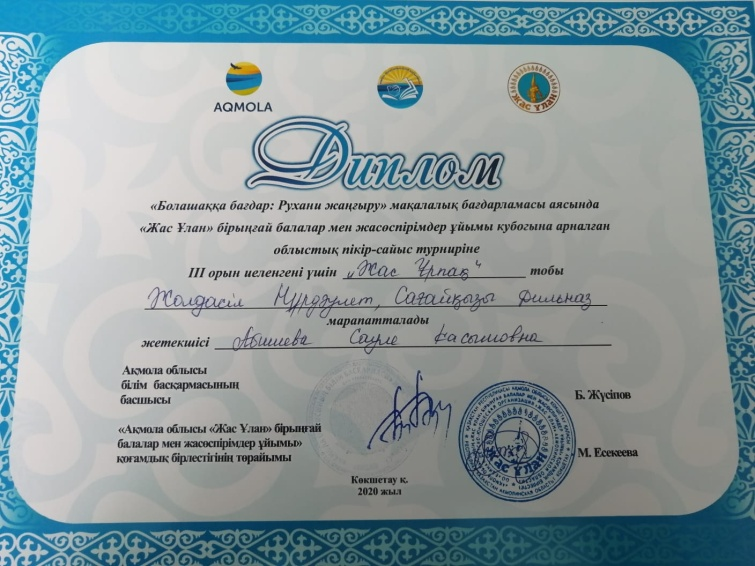 AQMOLA
ЖАС ҰЛАН
Диплом
«Болашаққа бағдар: Рухани жаңғыру» мақалалық бағдарламасы аясында
«Жас Ұлан» бірыңғай балалар мен жасөспірімдер ұйымы кубогына арналған
облыстық пікір-сайыс турниріне
III орын иеленгені үшін „Жас Ұрпақ" тобы
Жолдасіл Нұрдәулет, Сағайқызы Дильназ
марапатталады
жетекшісі Абишева Сауле Касымовна
Ақмола облысы
білім басқармасының
басшысы
Б. Жүсіпов
«Ақмола облысы «Жас Ұлан» бірыңғай
балалар мен жасөспірімдер ұйымы»
қоғамдық бірлестігінің төрайымы
М. Есекеева
ЖАС ҰЛАН
Көкшетау қ.
2020 жыл